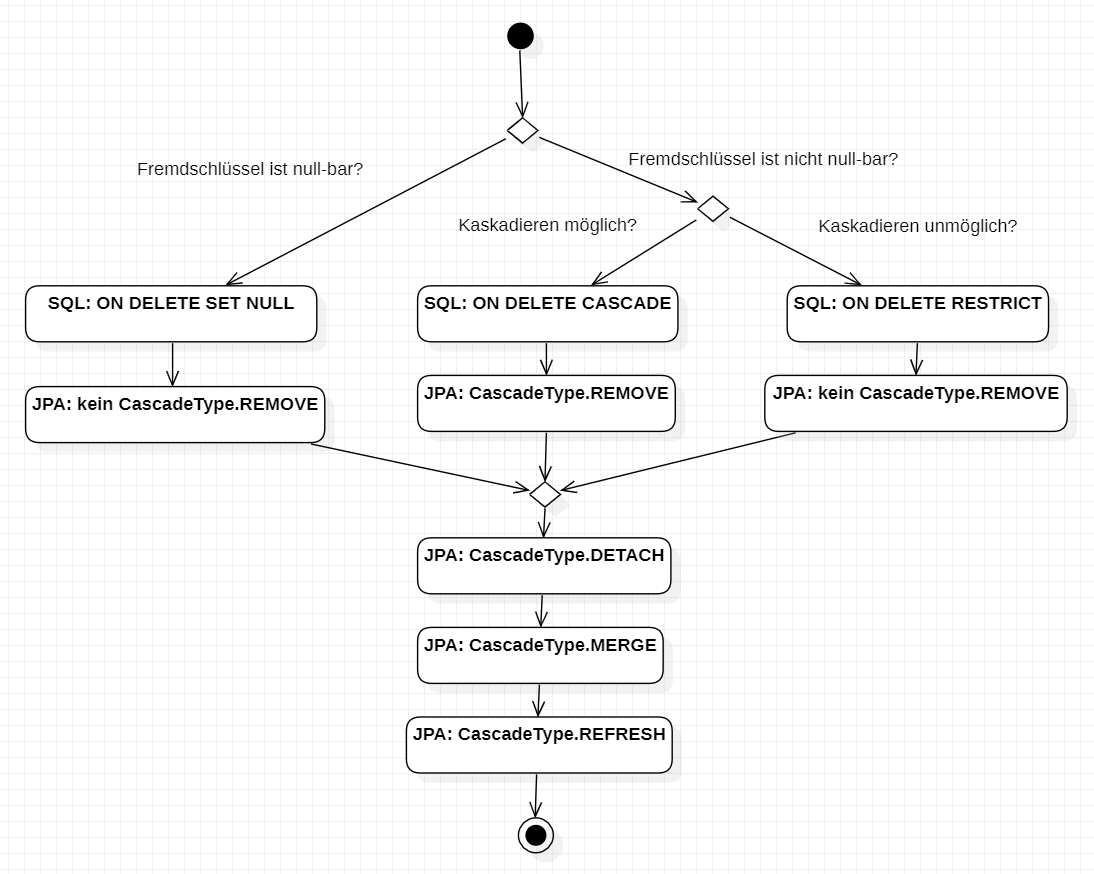 Fremdschlüssel ist null-bar?
Fremdschlüssel ist nicht null-bar?
Kaskadieren möglich?
Kaskadieren unmöglich?
SQL: ON DELETE SET NULL
SQL: ON DELETE CASCADE
SQL: ON DELETE RESTRICT
JPA: kein CascadeType.REMOVE
JPA: CascadeType.REMOVE
JPA: kein CascadeType.REMOVE
JPA: CascadeType.DETACH
JPA: CascadeType.MERGE
JPA: CascadeType.REFRESH